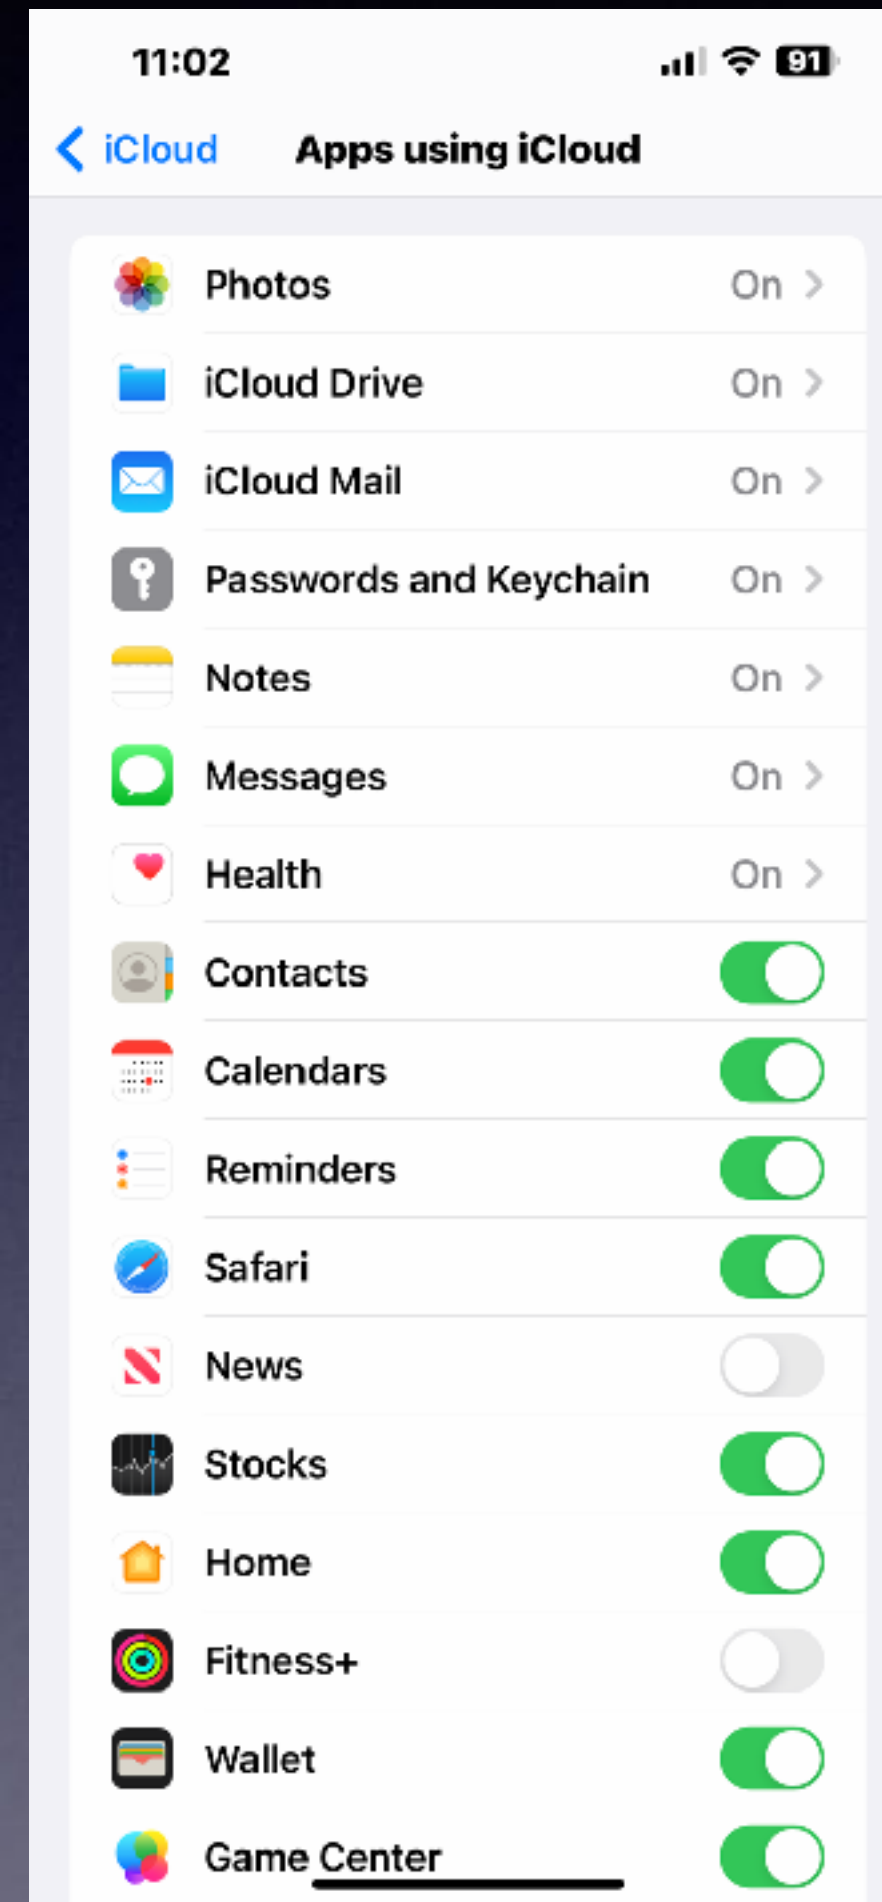 11:02 91
iCloud Apps using iCloud
Photos On
iCloud Drive On
iCloud Mail On
Passwords and Keychain On
Notes On
Messages On
Health On
Contacts
Calendars
Reminders
Safari
News
Stocks
Home
Fitness+
Wallet
Game Center